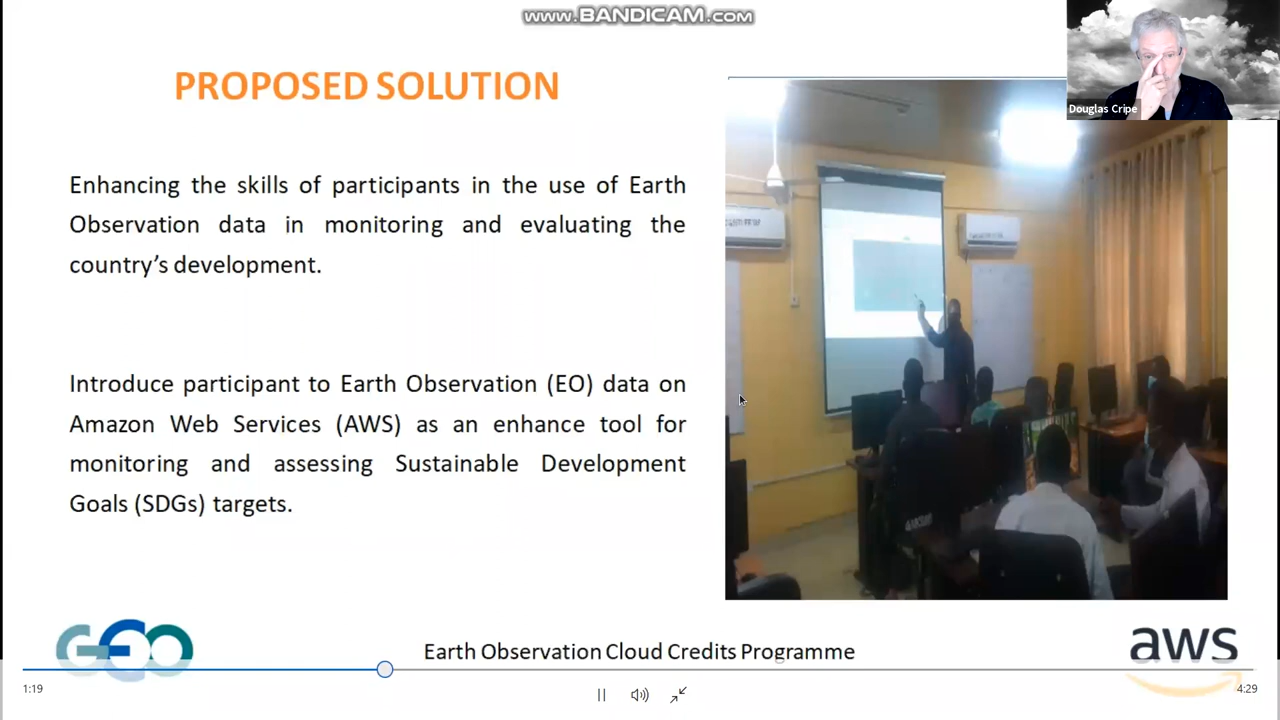 www.BANDICAM.com
Douglas Cripe
PROPOSED SOLUTION
Enhancing the skills of participants in the use of Earth
Observation data in monitoring and evaluating the
country's development.
Introduce participant to Earth Observation (EO) data on
Amazon Web Services (AWS) as an enhance tool for
monitoring and assessing Sustainable Development
Goals (SDGs) targets.
GEO
Earth Observation Cloud Credits Programme
aws
1:19
4:29